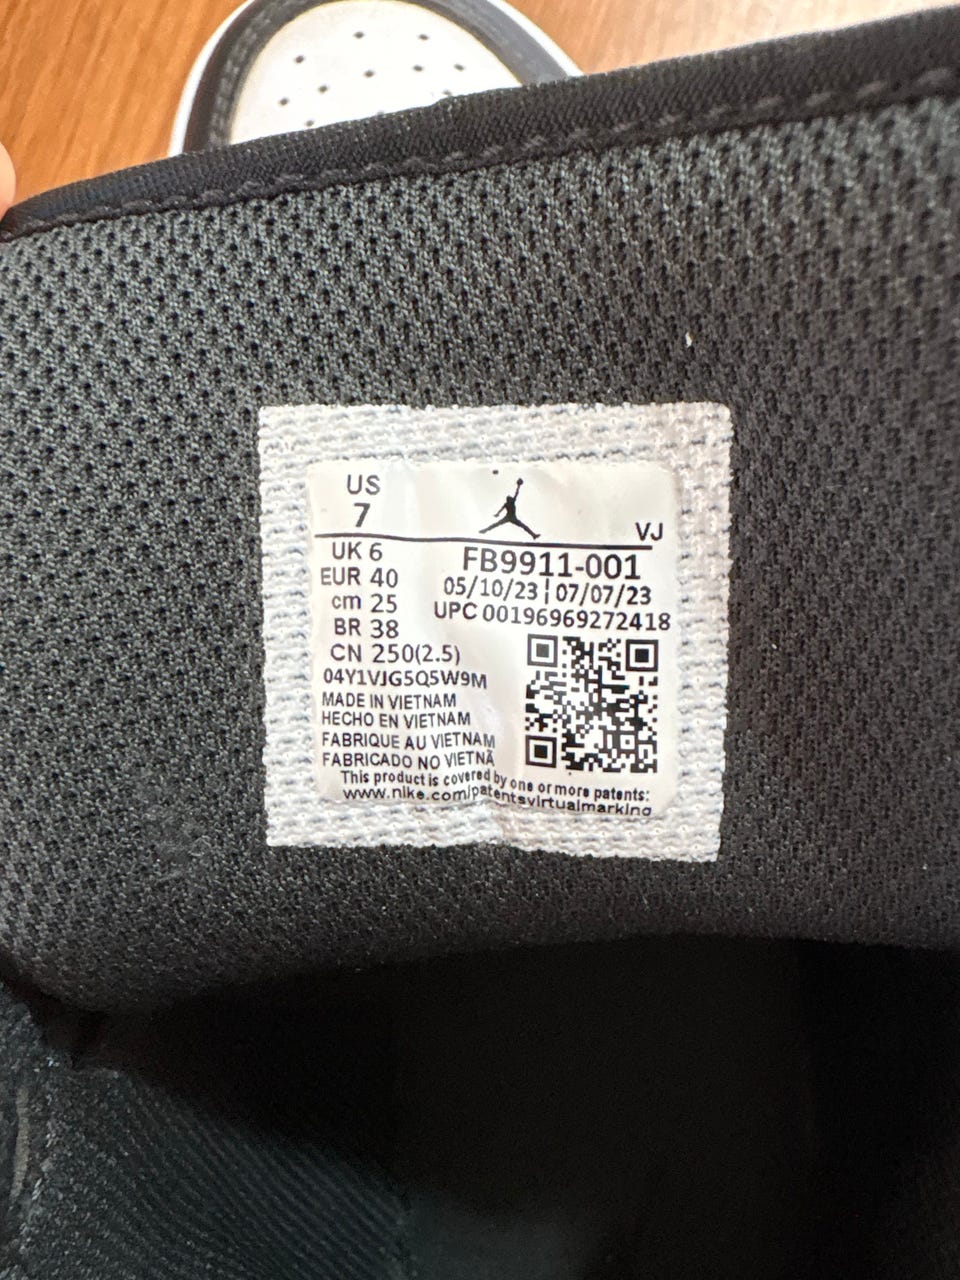 US
7
VJ
UK 6
EUR 40
cm 25
BR 38
CN 250(2.5)
FB9911-001
05/10/23 ¦ 07/07/23
UPC 00196969272418
04Y1VJG5Q5W9M
MADE IN VIETNAM
HECHO EN VIETNAM
FABRIQUE AU VIETNAM
FABRICADO NO VIETNÃ
This product is covered by one or more patents:
www.nike.com/patentsvirtualmarking